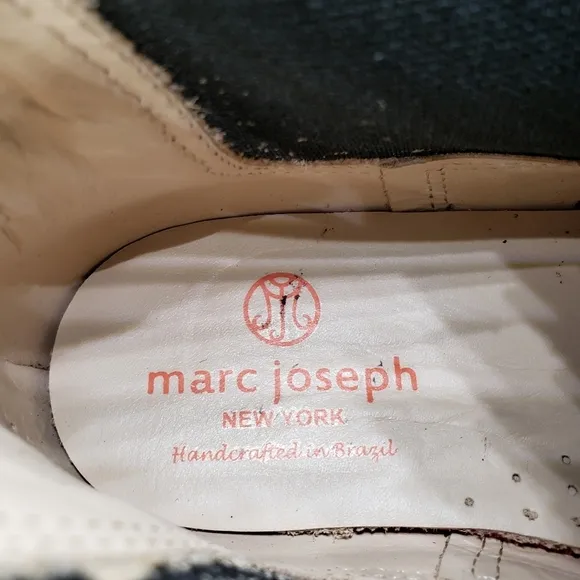 marc joseph
NEW YORK
Handcrafted in Brazil